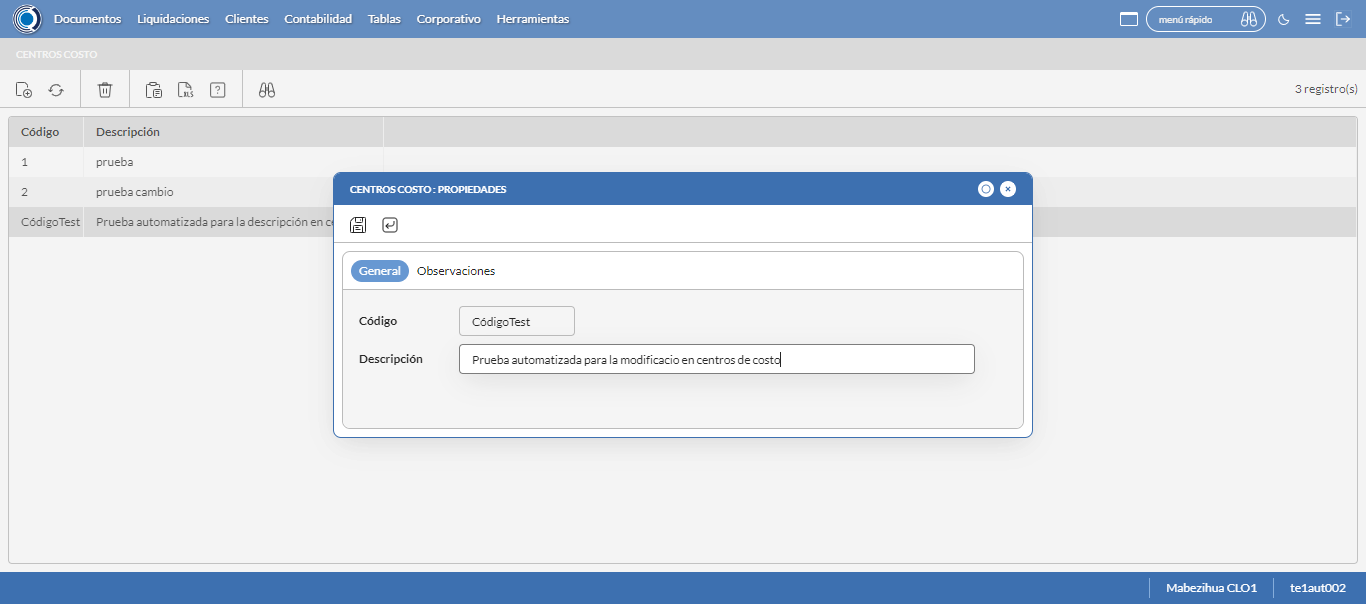 Documentos Liquidaciones Clientes Contabilidad Tablas Corporativo Herramientas menú rápido
CENTROS COSTO
XLS ? 3 registro(s)
Código Descripción
1 prueba
2 prueba cambio
CódigoTest Prueba automatizada para la descripción en ce
CENTROS COSTO : PROPIEDADES
General Observaciones
Código CódigoTest
Descripción Prueba automatizada para la modificacio en centros de costo
Mabezihua CLO1 te1aut002